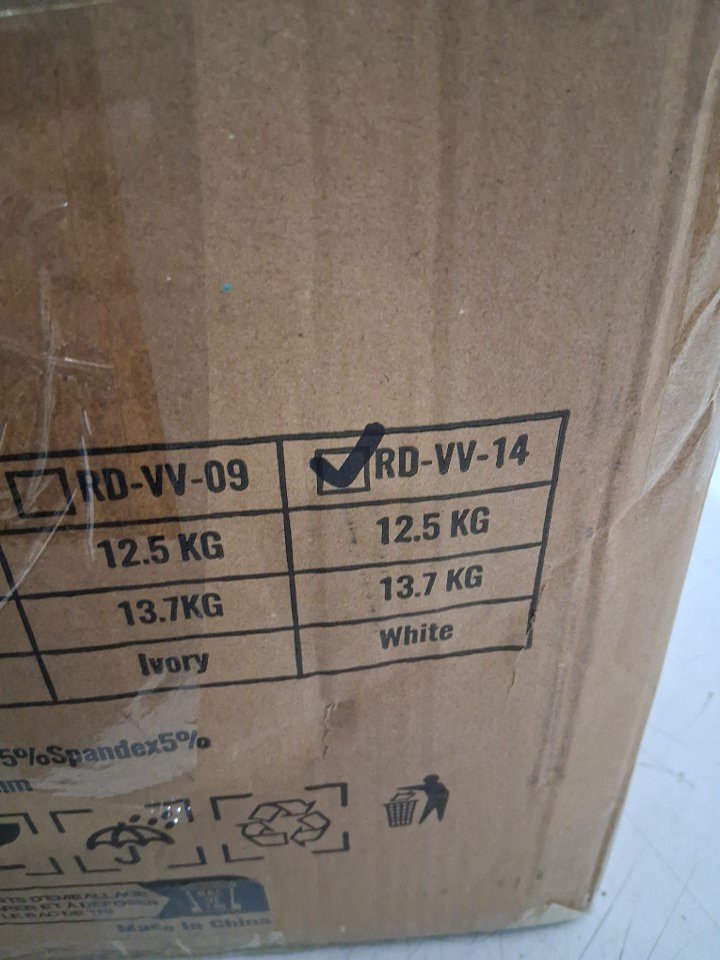 RD-VV-09 RD-VV-14
12.5 KG 12.5 KG
13.7KG 13.7 KG
Ivory White
5%Spandex5%
mm
Made In China